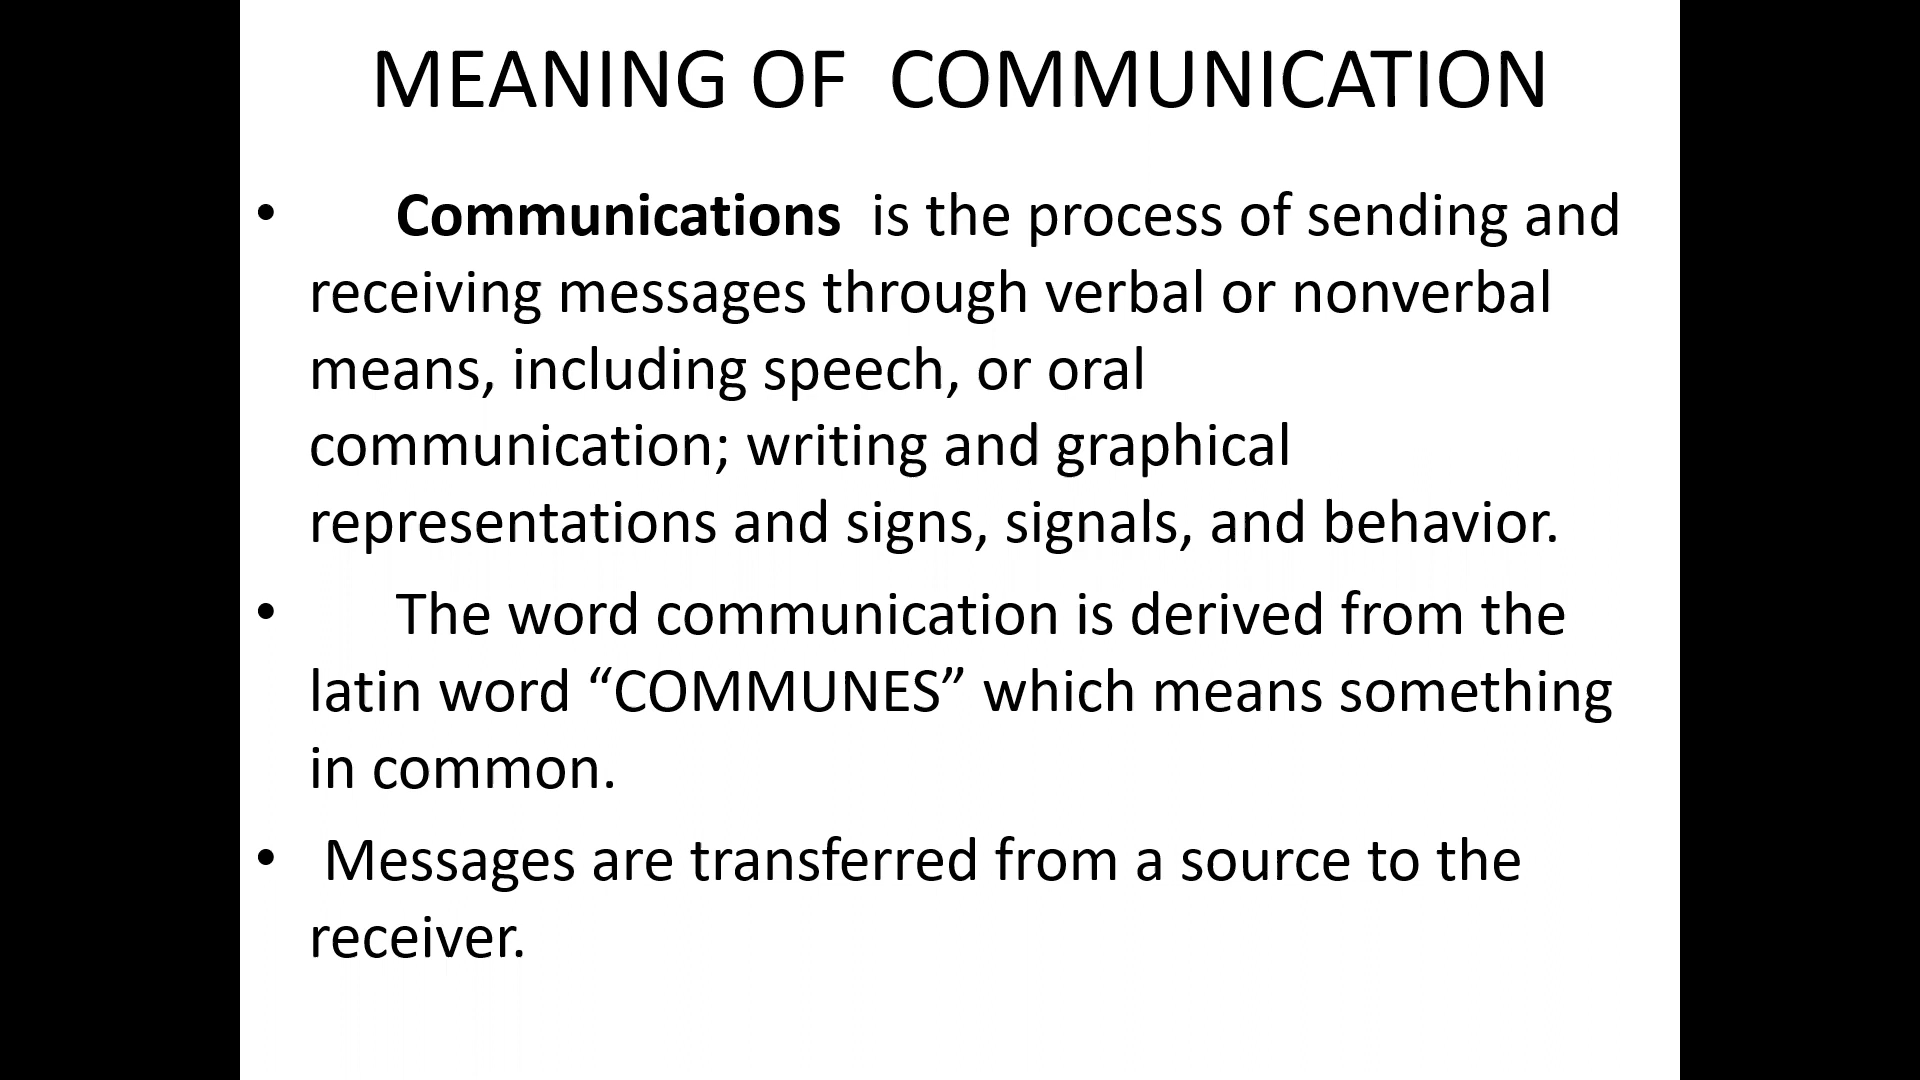 MEANING OF  COMMUNICATION
• Communications  is the process of sending and
receiving messages through verbal or nonverbal
means, including speech, or oral
communication; writing and graphical
representations and signs, signals, and behavior.
• The word communication is derived from the
latin word “COMMUNES” which means something
in common.
• Messages are transferred from a source to the
receiver.